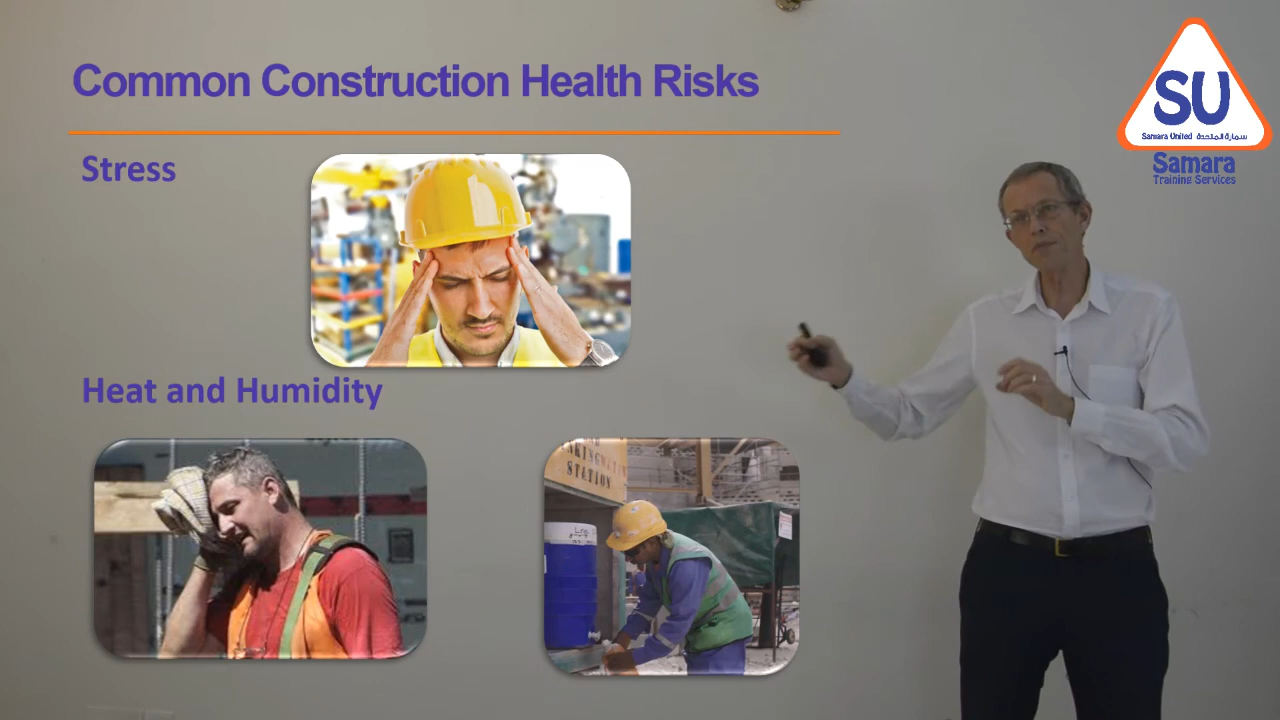 Common Construction Health Risks
Stress
Heat and Humidity
STATION
SU
Samara United سمارة المتحدة
Samara
Training Services